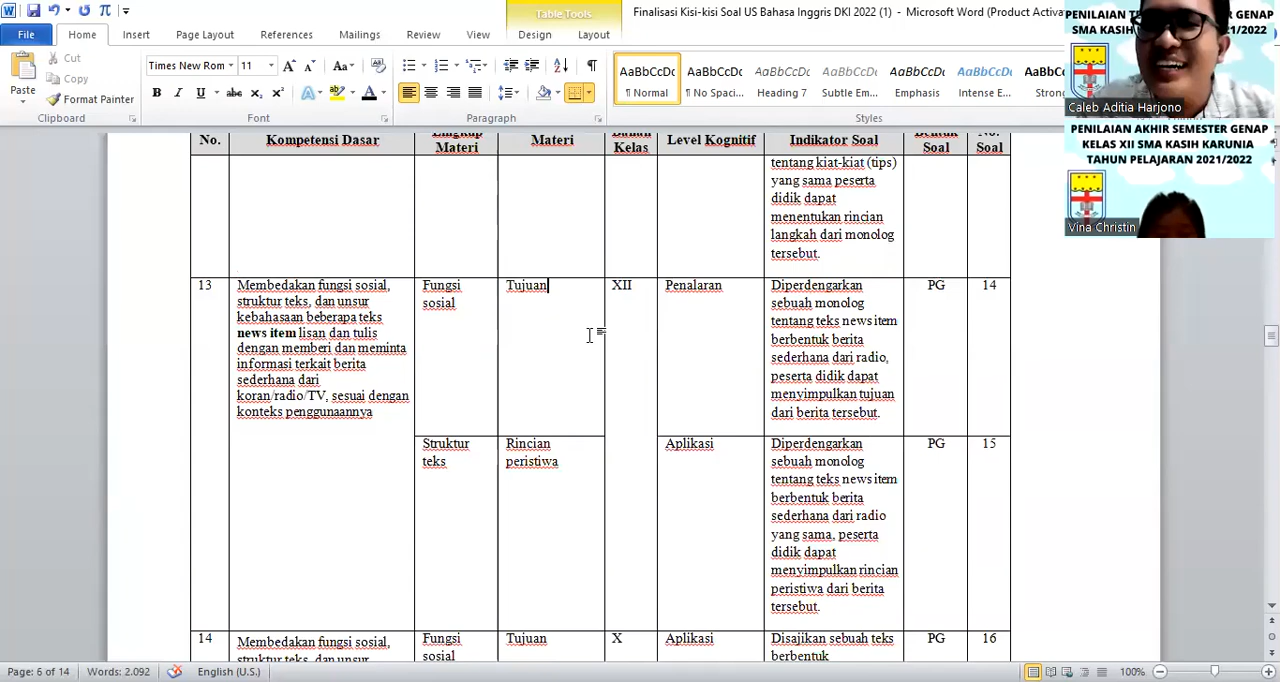 Table Tools
Finalisasi Kisi-kisi Soal US Bahasa Inggris DKI 2022 (1) - Microsoft Word (Product Activa
File Home Insert Page Layout References Mailings Review View Design Layout
Cut
Copy
Format Painter
Paste
Clipboard
Times New Rom 11
Font
Paragraph
AaBbCcDc AaBbCcDc AaBbCcDc AaBbCcDc AaBbCcDc AaBbCcDc AaBbCc
¶ Normal ¶ No Spaci... Heading 7 Subtle Em... Emphasis Intense E... Strong
Styles
PENILAIAN
GENAP
SMA KASIH
2021/2022
Caleb Aditia Harjono
PENILAIAN AKHIR SEMESTER GENAP
KELAS XII SMA KASIH KARUNIA
TAHUN PELAJARAN 2021/2022
Vina Christin
No.
Kompetensi Dasar
Lingkup
Materi
Materi
Bahan
Kelas
Level Kognitif
Indikator Soal
Bentuk
Soal
No.
Soal
tentang kiat-kiat (tips)
yang sama peserta
didik dapat
menentukan rincian
langkah dari monolog
tersebut.
13
Membedakan fungsi sosial,
struktur teks, dan unsur
kebahasaan beberapa teks
news item lisan dan tulis
dengan memberi dan meminta
informasi terkait berita
sederhana dari
koran/radio/TV, sesuai dengan
konteks penggunaannya
Fungsi
sosial
Tujuan
XII
Penalaran
Diperdengarkan
sebuah monolog
tentang teks news item
berbentuk berita
sederhana dari radio,
peserta didik dapat
menyimpulkan tujuan
dari berita tersebut.
PG
14
Struktur
teks
Rincian
peristiwa
Aplikasi
Diperdengarkan
sebuah monolog
tentang teks news item
berbentuk berita
sederhana dari radio
yang sama, peserta
didik dapat
menyimpulkan rincian
peristiwa dari berita
tersebut.
PG
15
14
Membedakan fungsi sosial,
struktur teks, dan unsur
Fungsi
sosial
Tujuan
X
Aplikasi
Disajikan sebuah teks
berbentuk
PG
16
Page: 6 of 14 Words: 2.092 English (U.S.) 100%